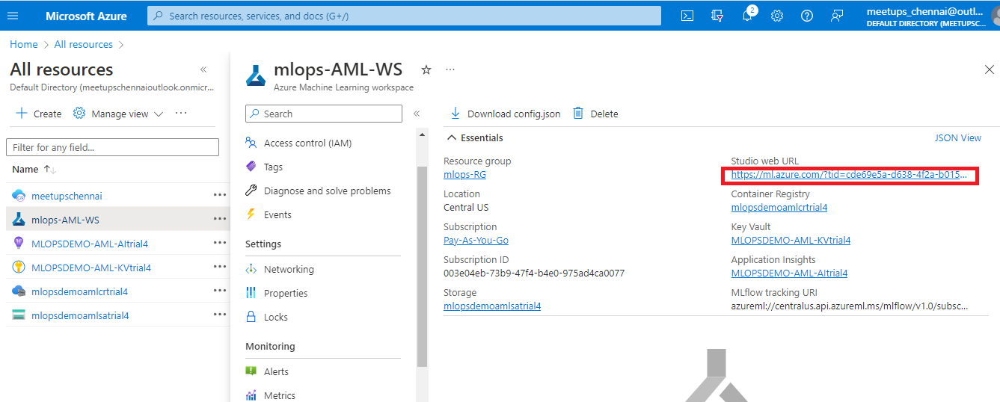 Microsoft Azure
Search resources, services, and docs (G+/)
2
meetups_chennai@outl...
DEFAULT DIRECTORY (MEETUPSC...
Home > All resources >
All resources
Default Directory (meetupschennaioutlook.onmicr...
Create
Manage view
...
Filter for any field...
Name
meetupschennai
mlops-AML-WS
MLOPSDEMO-AML-AItrial4
MLOPSDEMO-AML-KVtrial4
mlopsdemoamlcrtrial4
mlopsdemoamlsatrial4
mlops-AML-WS
Azure Machine Learning workspace
Search
Access control (IAM)
Tags
Diagnose and solve problems
Events
Settings
Networking
Properties
Locks
Monitoring
Alerts
Metrics
Download config.json
Delete
Essentials
JSON View
Resource group
mlops-RG
Location
Central US
Subscription
Pay-As-You-Go
Subscription ID
003e04eb-73b9-47f4-b4e0-975ad4ca0077
Storage
mlopsdemoamlsatrial4
Studio web URL
https://ml.azure.com/?tid=cde69e5a-d638-4f2a-b015...
Container Registry
mlopsdemoamlcrtrial4
Key Vault
MLOPSDEMO-AML-KVtrial4
Application Insights
MLOPSDEMO-AML-AItrial4
MLflow tracking URI
azureml://centralus.api.azureml.ms/mlflow/v1.0/subsc...